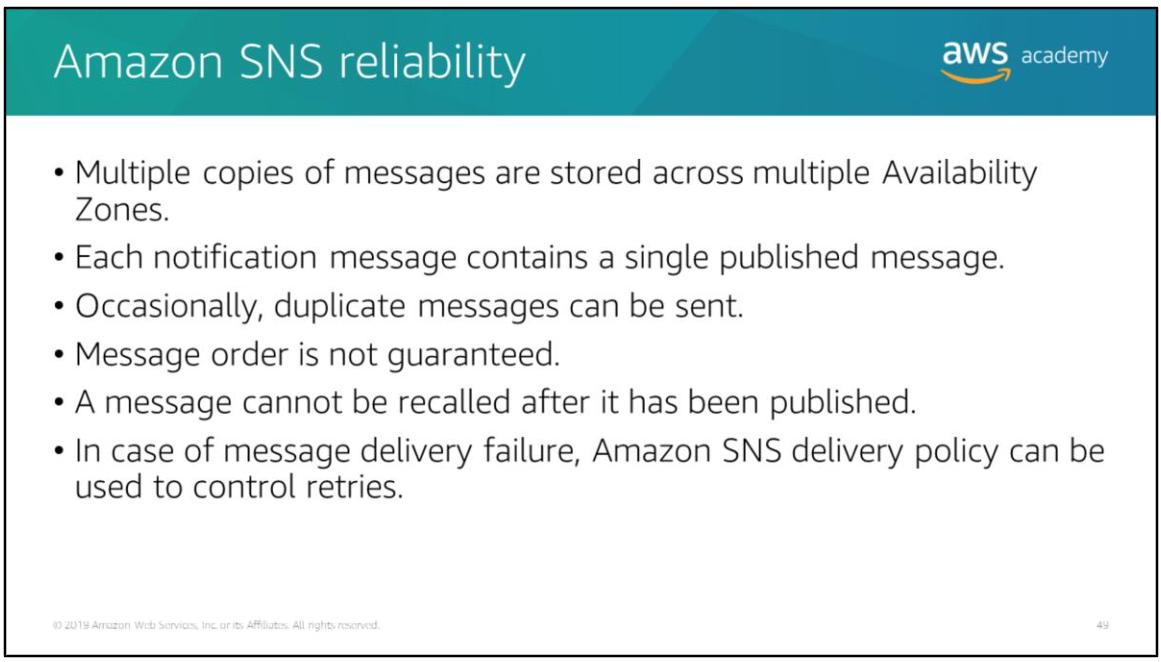 Amazon SNS reliability
aws academy
• Multiple copies of messages are stored across multiple Availability
Zones.
• Each notification message contains a single published message.
• Occasionally, duplicate messages can be sent.
• Message order is not guaranteed.
• A message cannot be recalled after it has been published.
• In case of message delivery failure, Amazon SNS delivery policy can be
used to control retries.
© 2019 Amazon Web Services, Inc. or its Affiliates. All rights reserved.
49